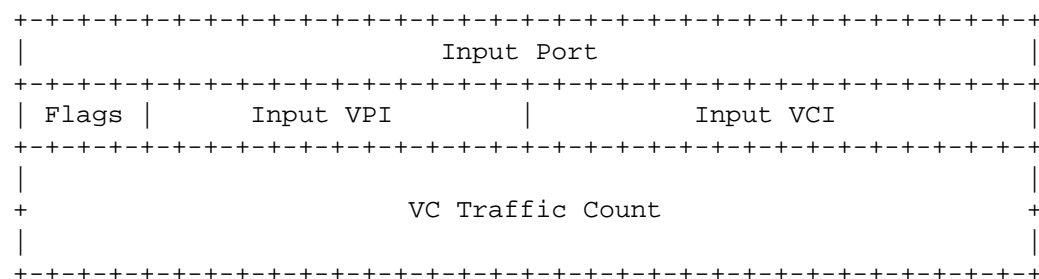 +-+-+-+-+-+-+-+-+-+-+-+-+-+-+-+-+-+-+-+-+-+-+-+-+-+-+-+-+-+-+-+-+
|                          Input Port                           |
+-+-+-+-+-+-+-+-+-+-+-+-+-+-+-+-+-+-+-+-+-+-+-+-+-+-+-+-+-+-+-+-+
| Flags |      Input VPI        |          Input VCI            |
+-+-+-+-+-+-+-+-+-+-+-+-+-+-+-+-+-+-+-+-+-+-+-+-+-+-+-+-+-+-+-+-+
|                                                               |
+                        VC Traffic Count                       +
|                                                               |
+-+-+-+-+-+-+-+-+-+-+-+-+-+-+-+-+-+-+-+-+-+-+-+-+-+-+-+-+-+-+-+-+